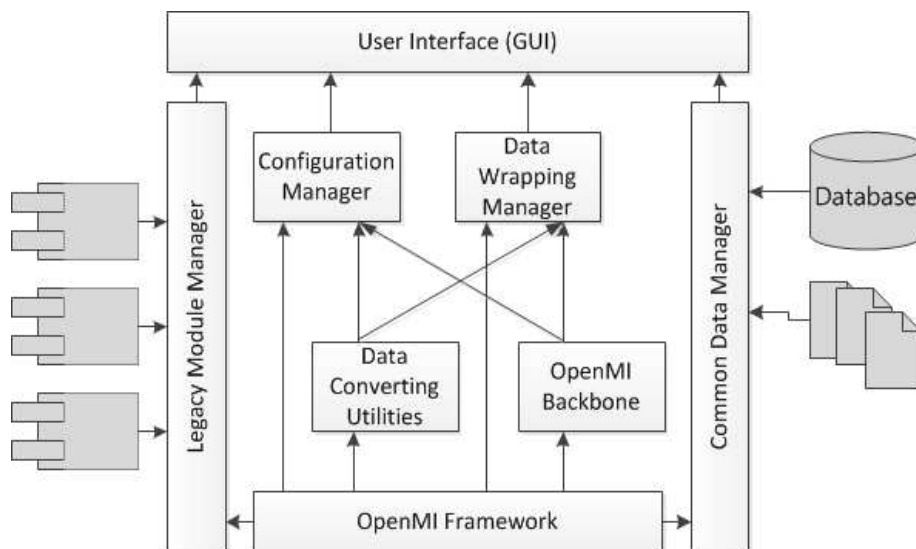 User Interface (GUI)
Legacy Module Manager
Configuration
Manager
Data
Wrapping
Manager
Common Data Manager
Database
Data
Converting
Utilities
OpenMI
Backbone
OpenMI Framework